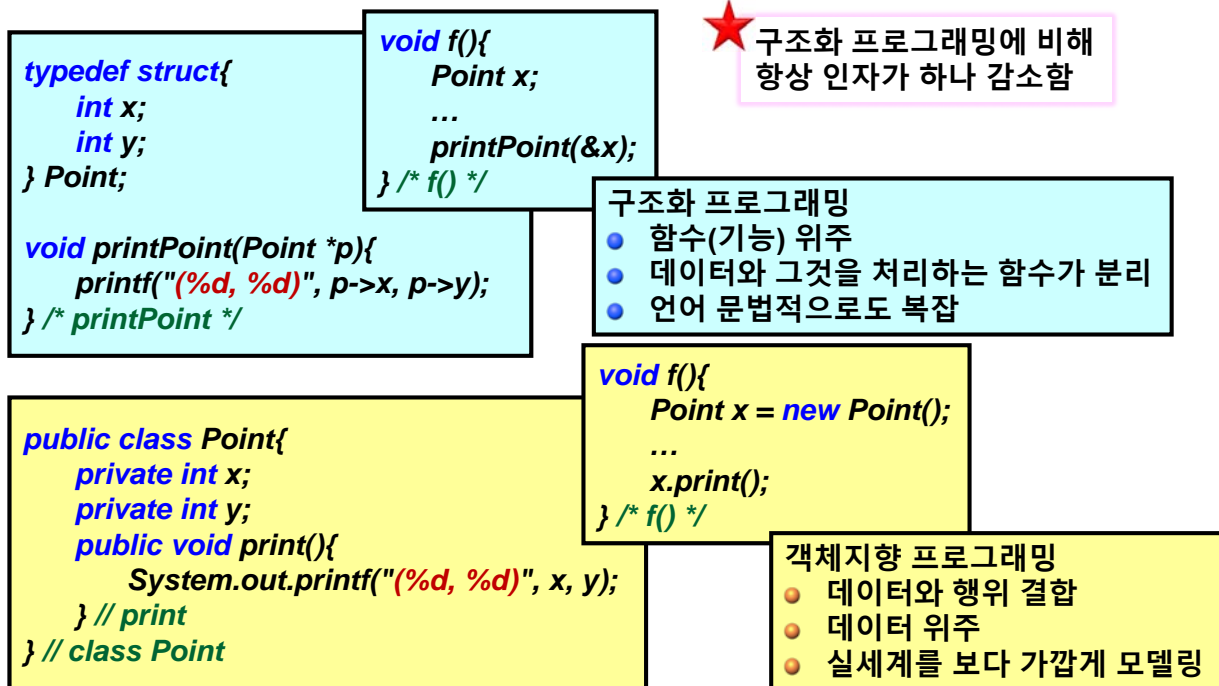 typedef struct{
int x;
int y;
} Point;
void printPoint(Point *p){
printf("(%d, %d)", p->x, p->y);
} /* printPoint */
void f(){
Point x;
…
printPoint(&x);
} /* f() */
구조화 프로그래밍에 비해
항상 인자가 하나 감소함
구조화 프로그래밍
함수(기능) 위주
데이터와 그것을 처리하는 함수가 분리
언어 문법적으로도 복잡
public class Point{
private int x;
private int y;
public void print(){
System.out.printf("(%d, %d)", x, y);
} // print
} // class Point
void f(){
Point x = new Point();
…
x.print();
} /* f() */
객체지향 프로그래밍
데이터와 행위 결합
데이터 위주
실세계를 보다 가깝게 모델링